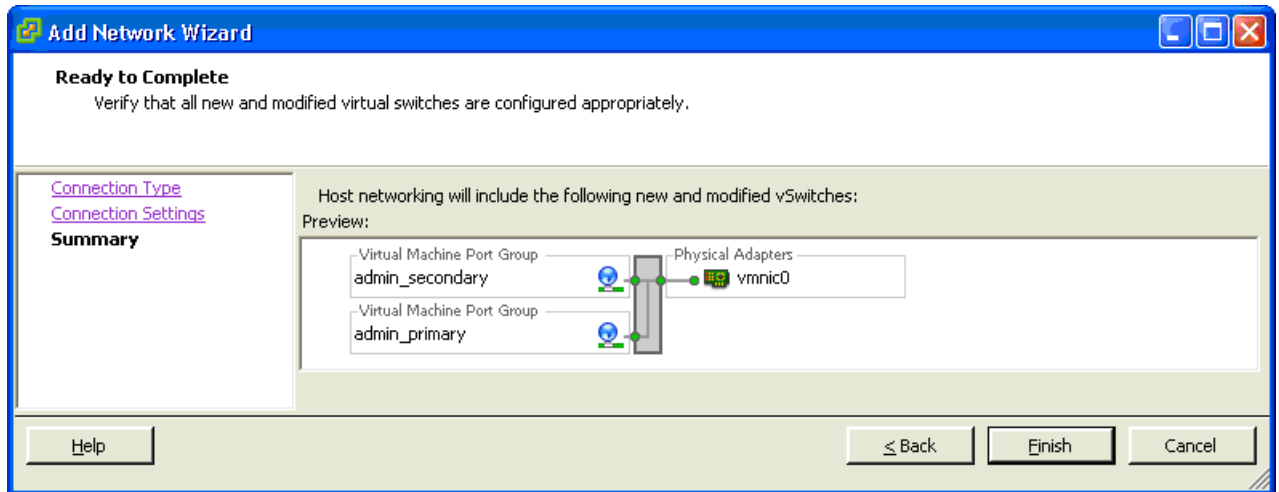 Add Network Wizard
Ready to Complete
Verify that all new and modified virtual switches are configured appropriately.
Connection Type
Connection Settings
Summary
Host networking will include the following new and modified vSwitches:
Preview:
Virtual Machine Port Group
admin_secondary
Physical Adapters
vmnic0
Virtual Machine Port Group
admin_primary
Help
< Back
Finish
Cancel